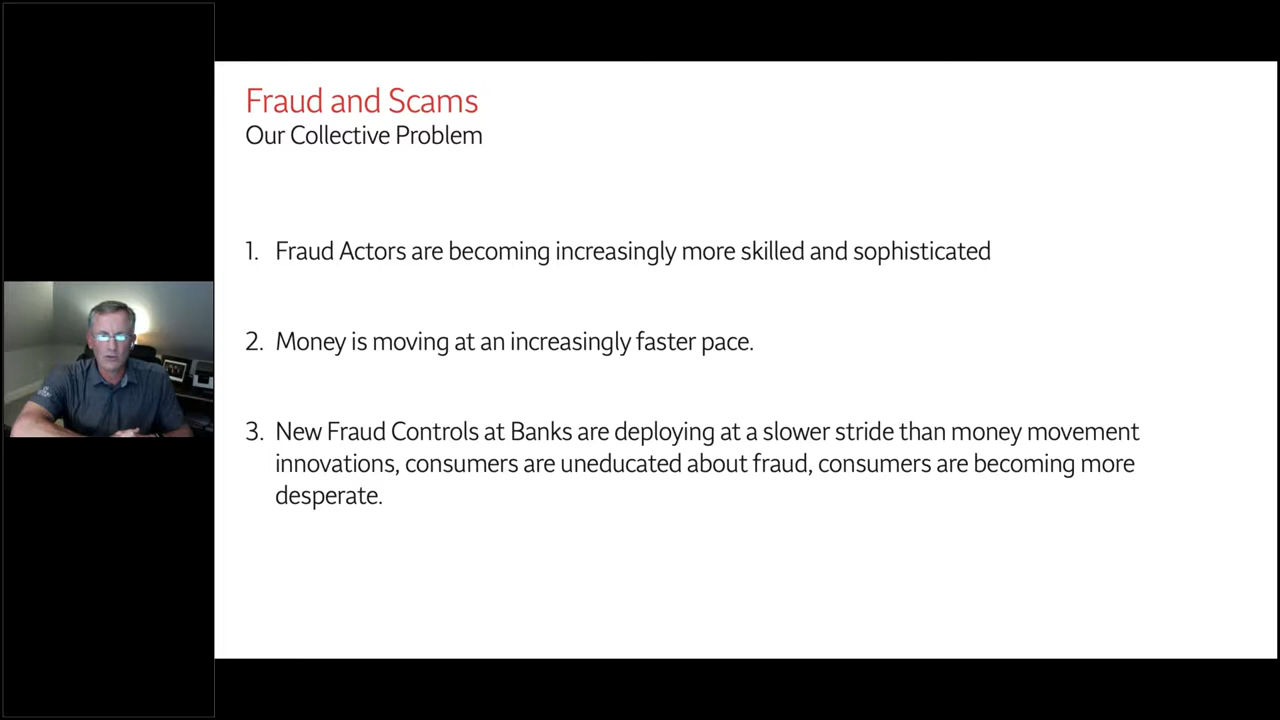 Fraud and Scams
Our Collective Problem
1. Fraud Actors are becoming increasingly more skilled and sophisticated
2. Money is moving at an increasingly faster pace.
3. New Fraud Controls at Banks are deploying at a slower stride than money movement
innovations, consumers are uneducated about fraud, consumers are becoming more
desperate.